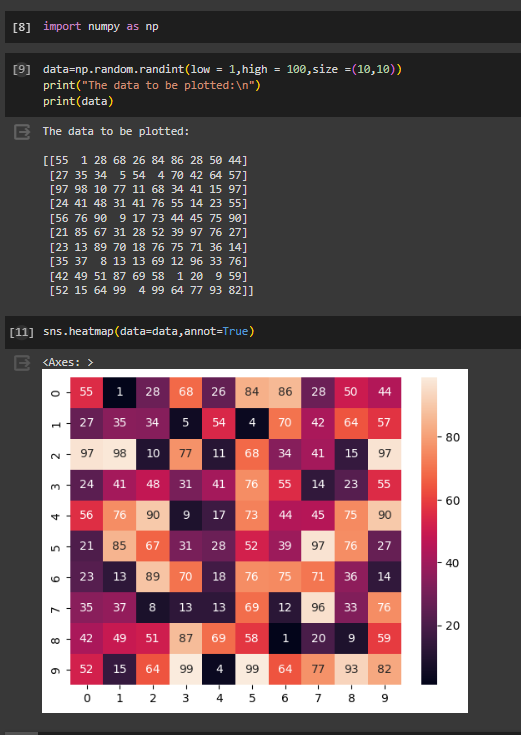 [8] import numpy as np
[9] data=np.random.randint(low = 1,high = 100,size =(10,10))
print("The data to be plotted:\n")
print(data)
The data to be plotted:
[[55  1 28 68 26 84 86 28 50 44]
[27 35 34  5 54  4 70 42 64 57]
[97 98 10 77 11 68 34 41 15 97]
[24 41 48 31 41 76 55 14 23 55]
[56 76 90  9 17 73 44 45 75 90]
[21 85 67 31 28 52 39 97 76 27]
[23 13 89 70 18 76 75 71 36 14]
[35 37  8 13 13 69 12 96 33 76]
[42 49 51 87 69 58  1 20  9 59]
[52 15 64 99  4 99 64 77 93 82]]
[11] sns.heatmap(data=data,annot=True)
<Axes: >
0 55 1 28 68 26 84 86 28 50 44
1 27 35 34 5 54 4 70 42 64 57
2 97 98 10 77 11 68 34 41 15 97
3 24 41 48 31 41 76 55 14 23 55
4 56 76 90 9 17 73 44 45 75 90
5 21 85 67 31 28 52 39 97 76 27
6 23 13 89 70 18 76 75 71 36 14
7 35 37 8 13 13 69 12 96 33 76
8 42 49 51 87 69 58 1 20 9 59
9 52 15 64 99 4 99 64 77 93 82
0 1 2 3 4 5 6 7 8 9
80
60
40
20